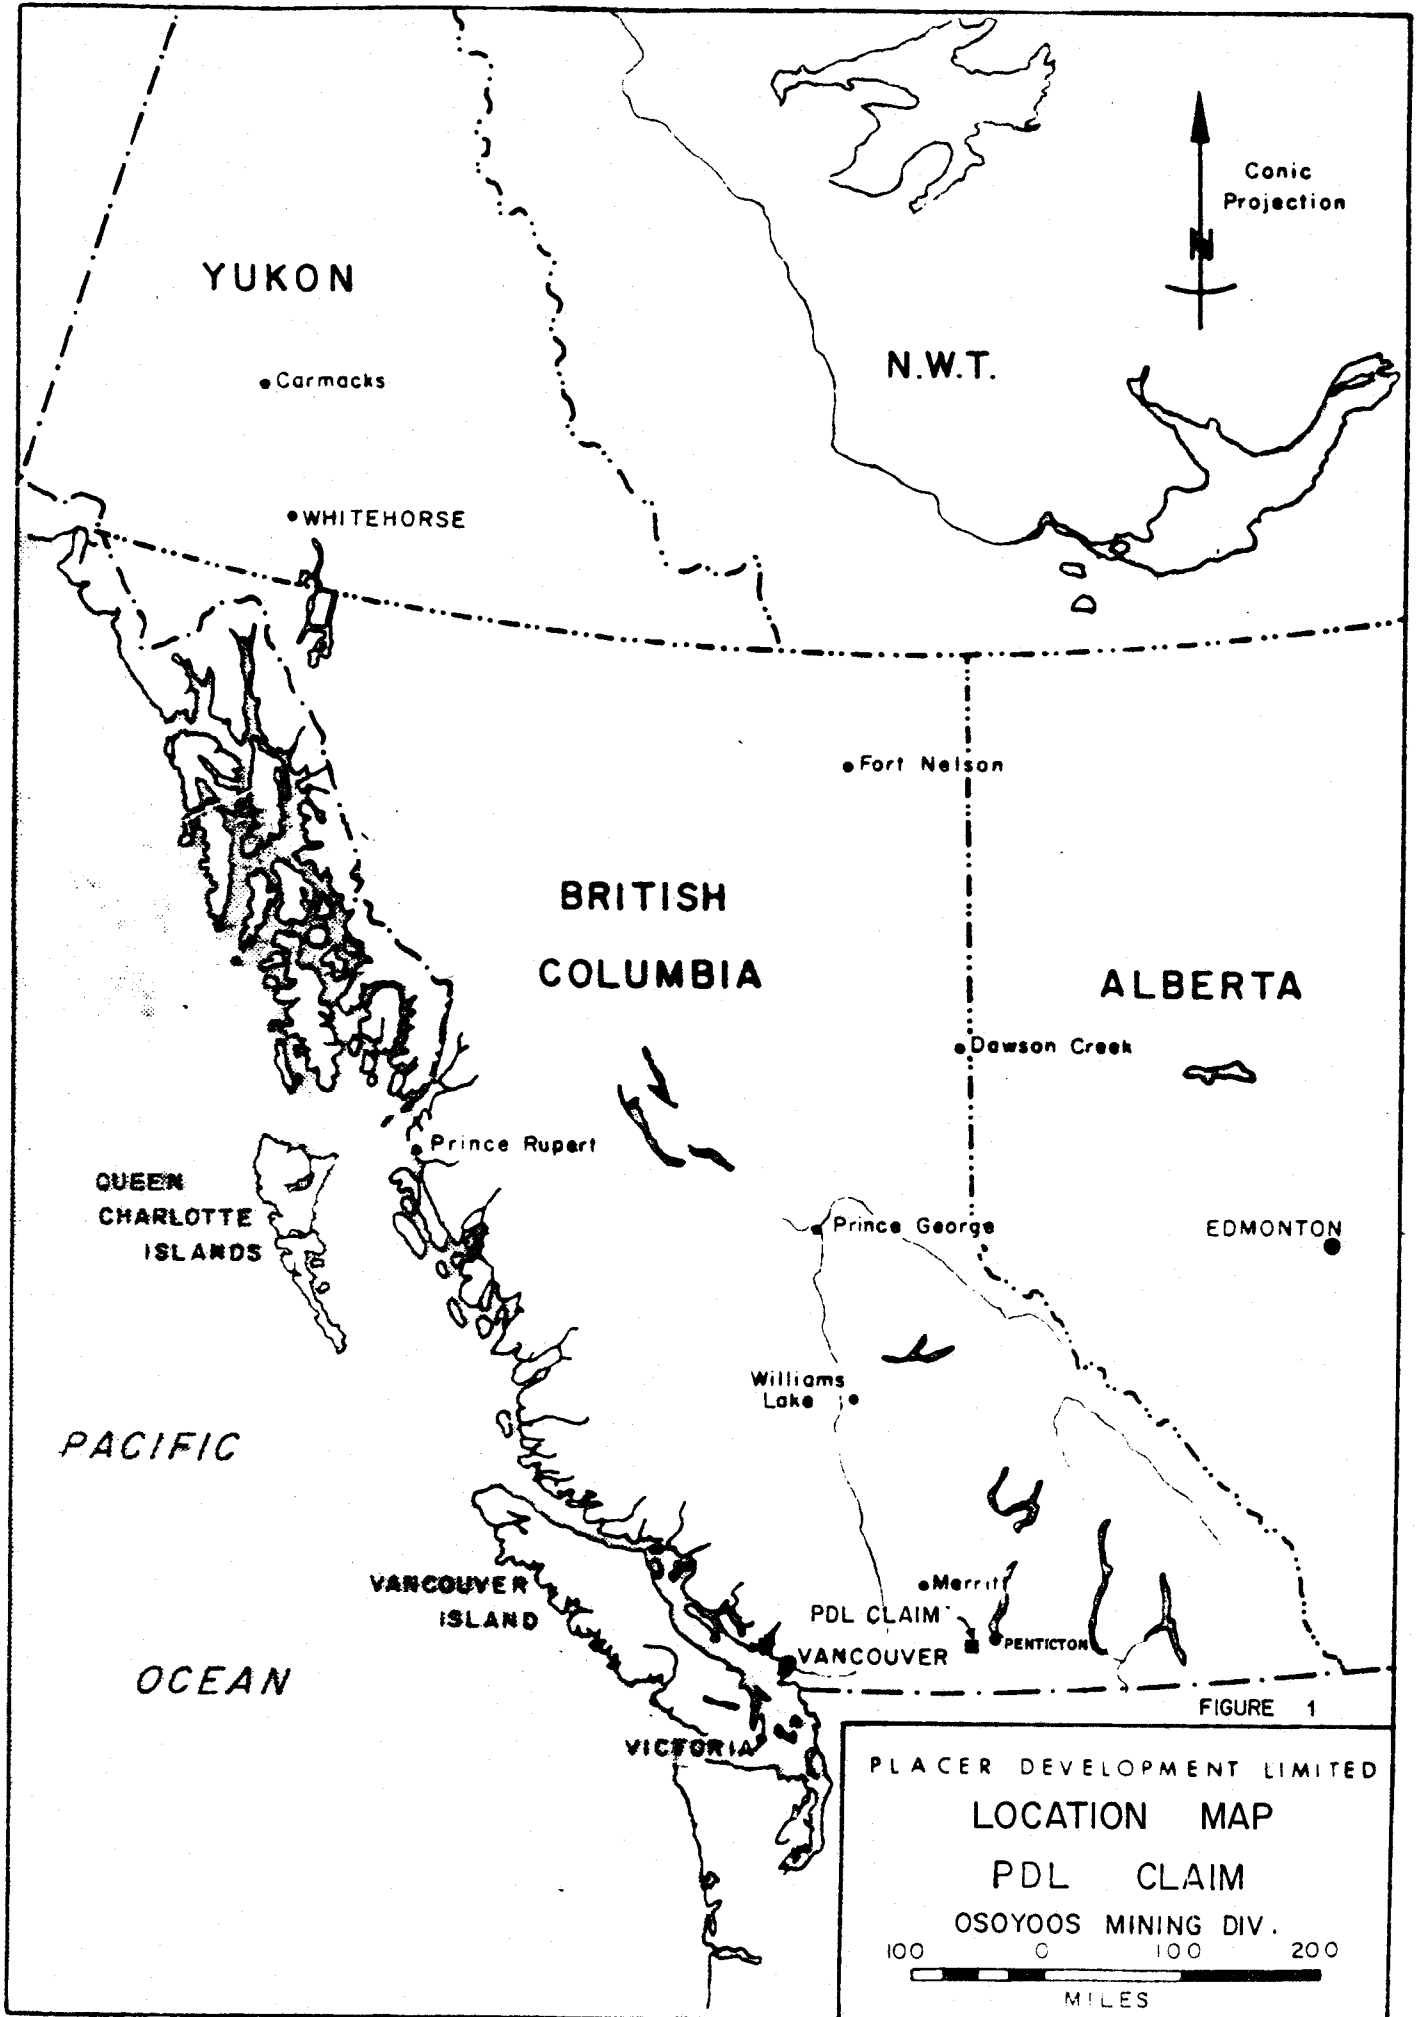 Conic
Projection
N
YUKON
N.W.T.
Carmacks
WHITEHORSE
Fort Nelson
BRITISH
COLUMBIA
ALBERTA
Dawson Creek
Prince Rupert
QUEEN
CHARLOTTE
ISLANDS
Prince George
EDMONTON
Williams
Lake
PACIFIC
OCEAN
VANCOUVER
ISLAND
Merritt
PDL CLAIM
VANCOUVER
PENTICTON
VICTORIA
FIGURE 1
PLACER DEVELOPMENT LIMITED
LOCATION MAP
PDL CLAIM
OSOYOOS MINING DIV.
100 0 100 200
MILES